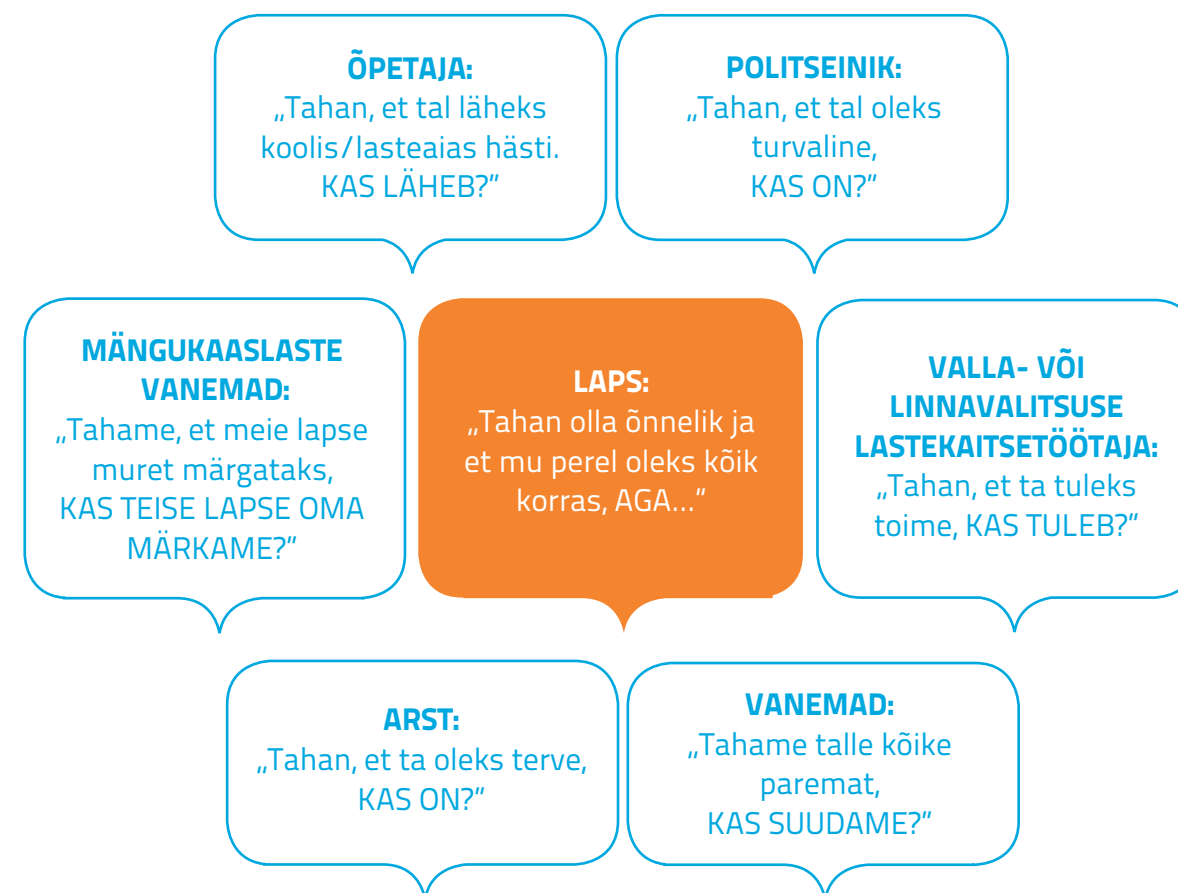 ÕPETAJA:
„Tahan, et tal läheks
koolis/lasteaias hästi.
KAS LÄHEB?”
POLITSEINIK:
„Tahan, et tal oleks
turvaline,
KAS ON?”
MÄNGUKAASLASTE
VANEMAD:
„Tahame, et meie lapse
muret märgataks,
KAS TEISE LAPSE OMA
MÄRKAME?”
LAPS:
„Tahan olla õnnelik ja
et mu perel oleks kõik
korras, AGA...”
VALLA- VÕI
LINNAVALITSUSE
LASTEKAITSETÖÖTAJA:
„Tahan, et ta tuleks
toime, KAS TULEB?”
ARST:
„Tahan, et ta oleks terve,
KAS ON?”
VANEMAD:
„Tahame talle kõike
paremat,
KAS SUUDAME?”